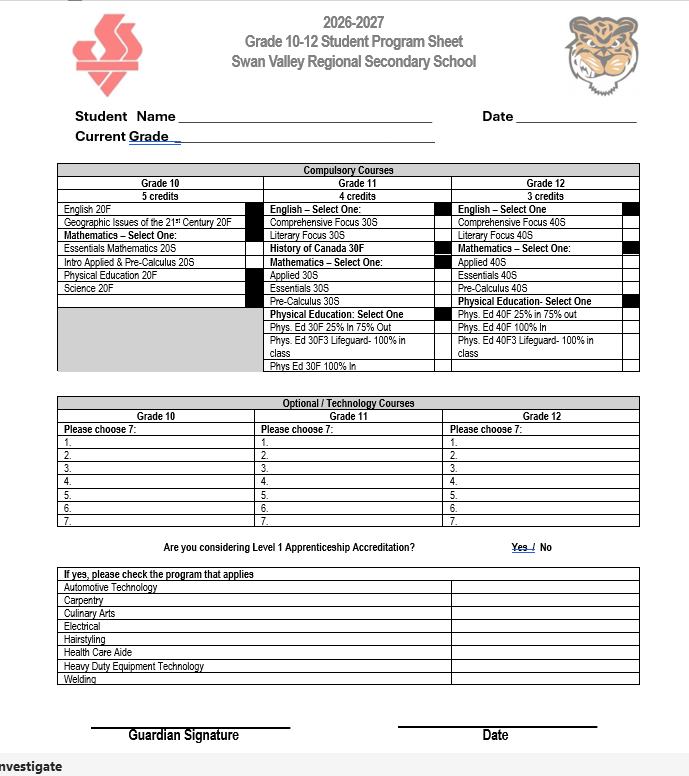 2026-2027
Grade 10-12 Student Program Sheet
Swan Valley Regional Secondary School
Student Name ____ Date ____
Current Grade _
Compulsory Courses
Grade 10 Grade 11 Grade 12
5 credits 4 credits 3 credits
English 20F English – Select One: English – Select One
Geographic Issues of the 21st Century 20F Comprehensive Focus 30S Comprehensive Focus 40S
Mathematics – Select One: Literary Focus 30S Literary Focus 40S
Essentials Mathematics 20S History of Canada 30F Mathematics – Select One:
Intro Applied & Pre-Calculus 20S Mathematics – Select One: Applied 40S
Physical Education 20F Applied 30S Essentials 40S
Science 20F Essentials 30S Pre-Calculus 40S
Pre-Calculus 30S Physical Education- Select One
Physical Education: Select One Phys. Ed 40F 25% in 75% out
Phys. Ed 30F 25% In 75% Out Phys. Ed 40F 100% In
Phys. Ed 30F3 Lifeguard- 100% in Phys. Ed 40F3 Lifeguard- 100% in
class class
Phys Ed 30F 100% In
Optional / Technology Courses
Grade 10 Grade 11 Grade 12
Please choose 7: Please choose 7: Please choose 7:
1. 1. 1.
2. 2. 2.
3. 3. 3.
4. 4. 4.
5. 5. 5.
6. 6. 6.
7. 7. 7.
Are you considering Level 1 Apprenticeship Accreditation? Yes / No
If yes, please check the program that applies
Automotive Technology
Carpentry
Culinary Arts
Electrical
Hairstyling
Health Care Aide
Heavy Duty Equipment Technology
Welding
Guardian Signature Date
nvestigate